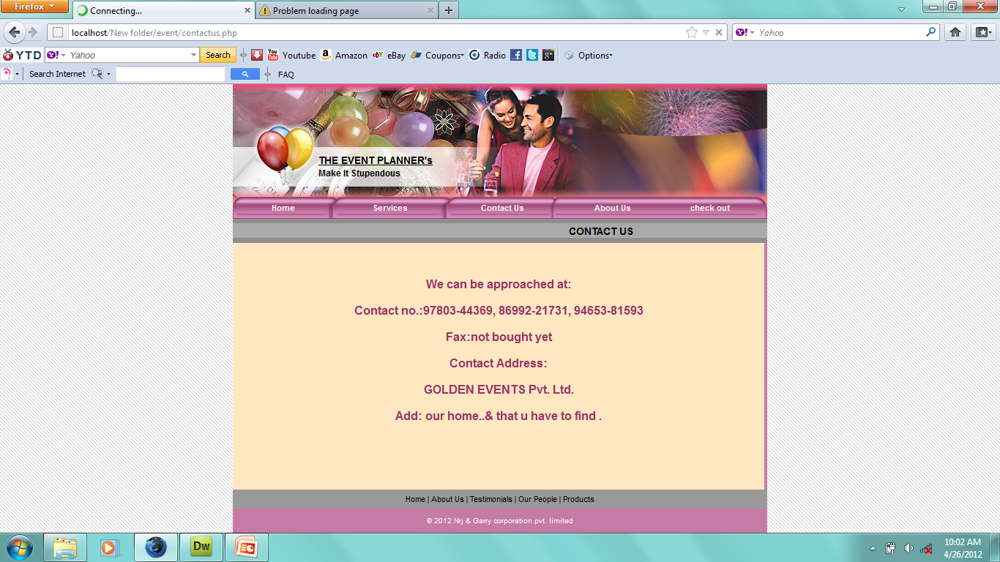 Firefox
Connecting...
Problem loading page
localhost/New folder/event/contactus.php
Yahoo
YTD
Yahoo
Search
Youtube
Amazon
eBay
Coupons
Radio
Options
Search Internet
FAQ
THE EVENT PLANNER's
Make It Stupendous
Home
Services
Contact Us
About Us
check out
CONTACT US
We can be approached at:
Contact no.:97803-44369, 86992-21731, 94653-81593
Fax:not bought yet
Contact Address:
GOLDEN EVENTS Pvt. Ltd.
Add: our home..& that u have to find .
Home | About Us | Testimonials | Our People | Products
© 2012 Nrj & Garry corporation pvt. limited
Dw
10:02 AM
4/26/2012